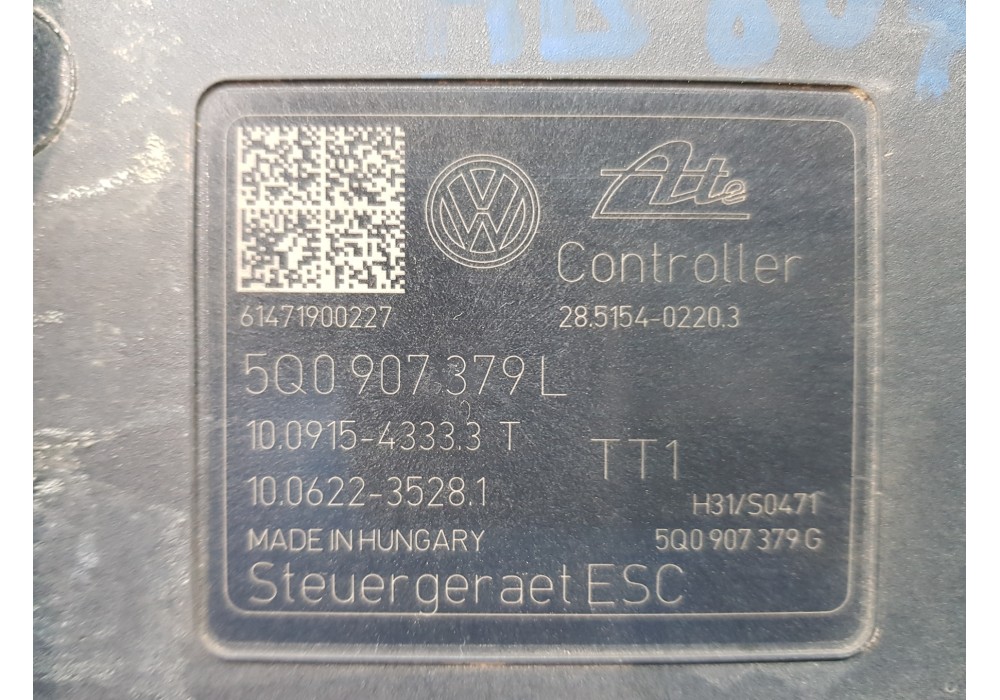 Ate
Controller
61471900227
28.5154-0220.3
5Q0 907 379 L
10.0915-4333.3 T
TT1
10.0622-3528.1
H31/S0471
MADE IN HUNGARY
5Q0 907 379 G
Steuergeraet ESC